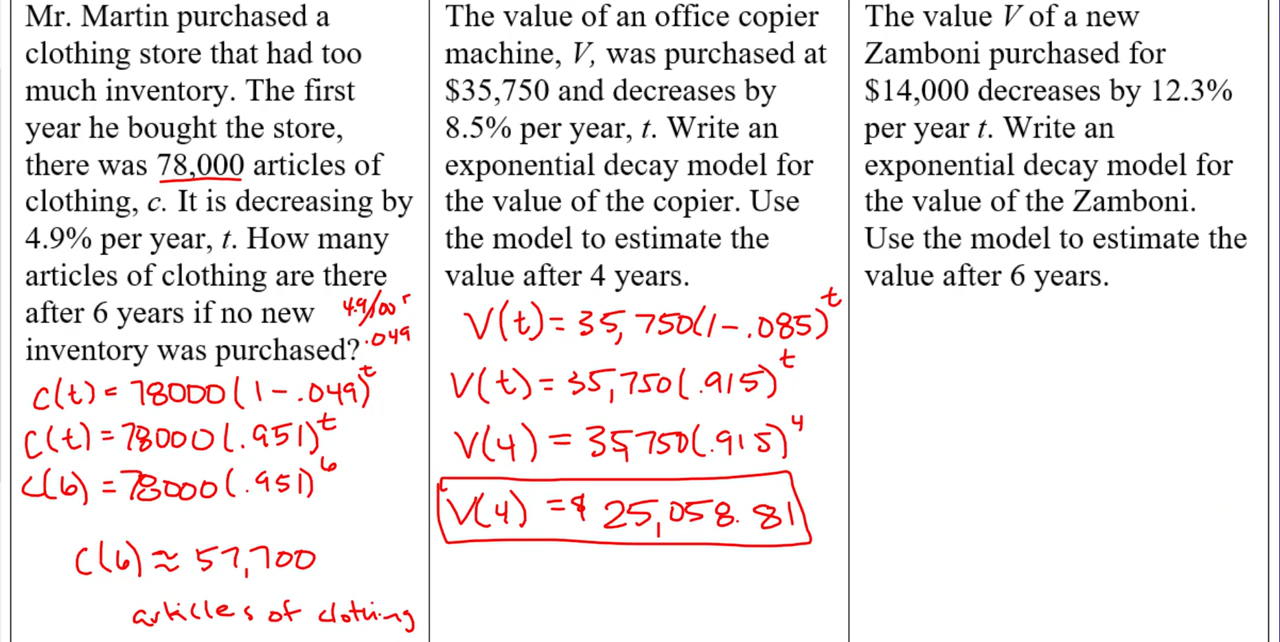 Mr. Martin purchased a
clothing store that had too
much inventory. The first
year he bought the store,
there was 78,000 articles of
clothing, c. It is decreasing by
4.9% per year, t. How many
articles of clothing are there
after 6 years if no new
inventory was purchased?
4.9/100 r
.049
C(t) = 78000(1-.049)^t
C(t) = 78000(.951)^t
C(6) = 78000(.951)^6
C(6) ≈ 57,700
articles of clothing
The value of an office copier
machine, V, was purchased at
$35,750 and decreases by
8.5% per year, t. Write an
exponential decay model for
the value of the copier. Use
the model to estimate the
value after 4 years.
V(t) = 35,750(1-.085)^t
V(t) = 35,750(.915)^t
V(4) = 35,750(.915)^4
V(4) = $ 25,058.81
The value V of a new
Zamboni purchased for
$14,000 decreases by 12.3%
per year t. Write an
exponential decay model for
the value of the Zamboni.
Use the model to estimate the
value after 6 years.